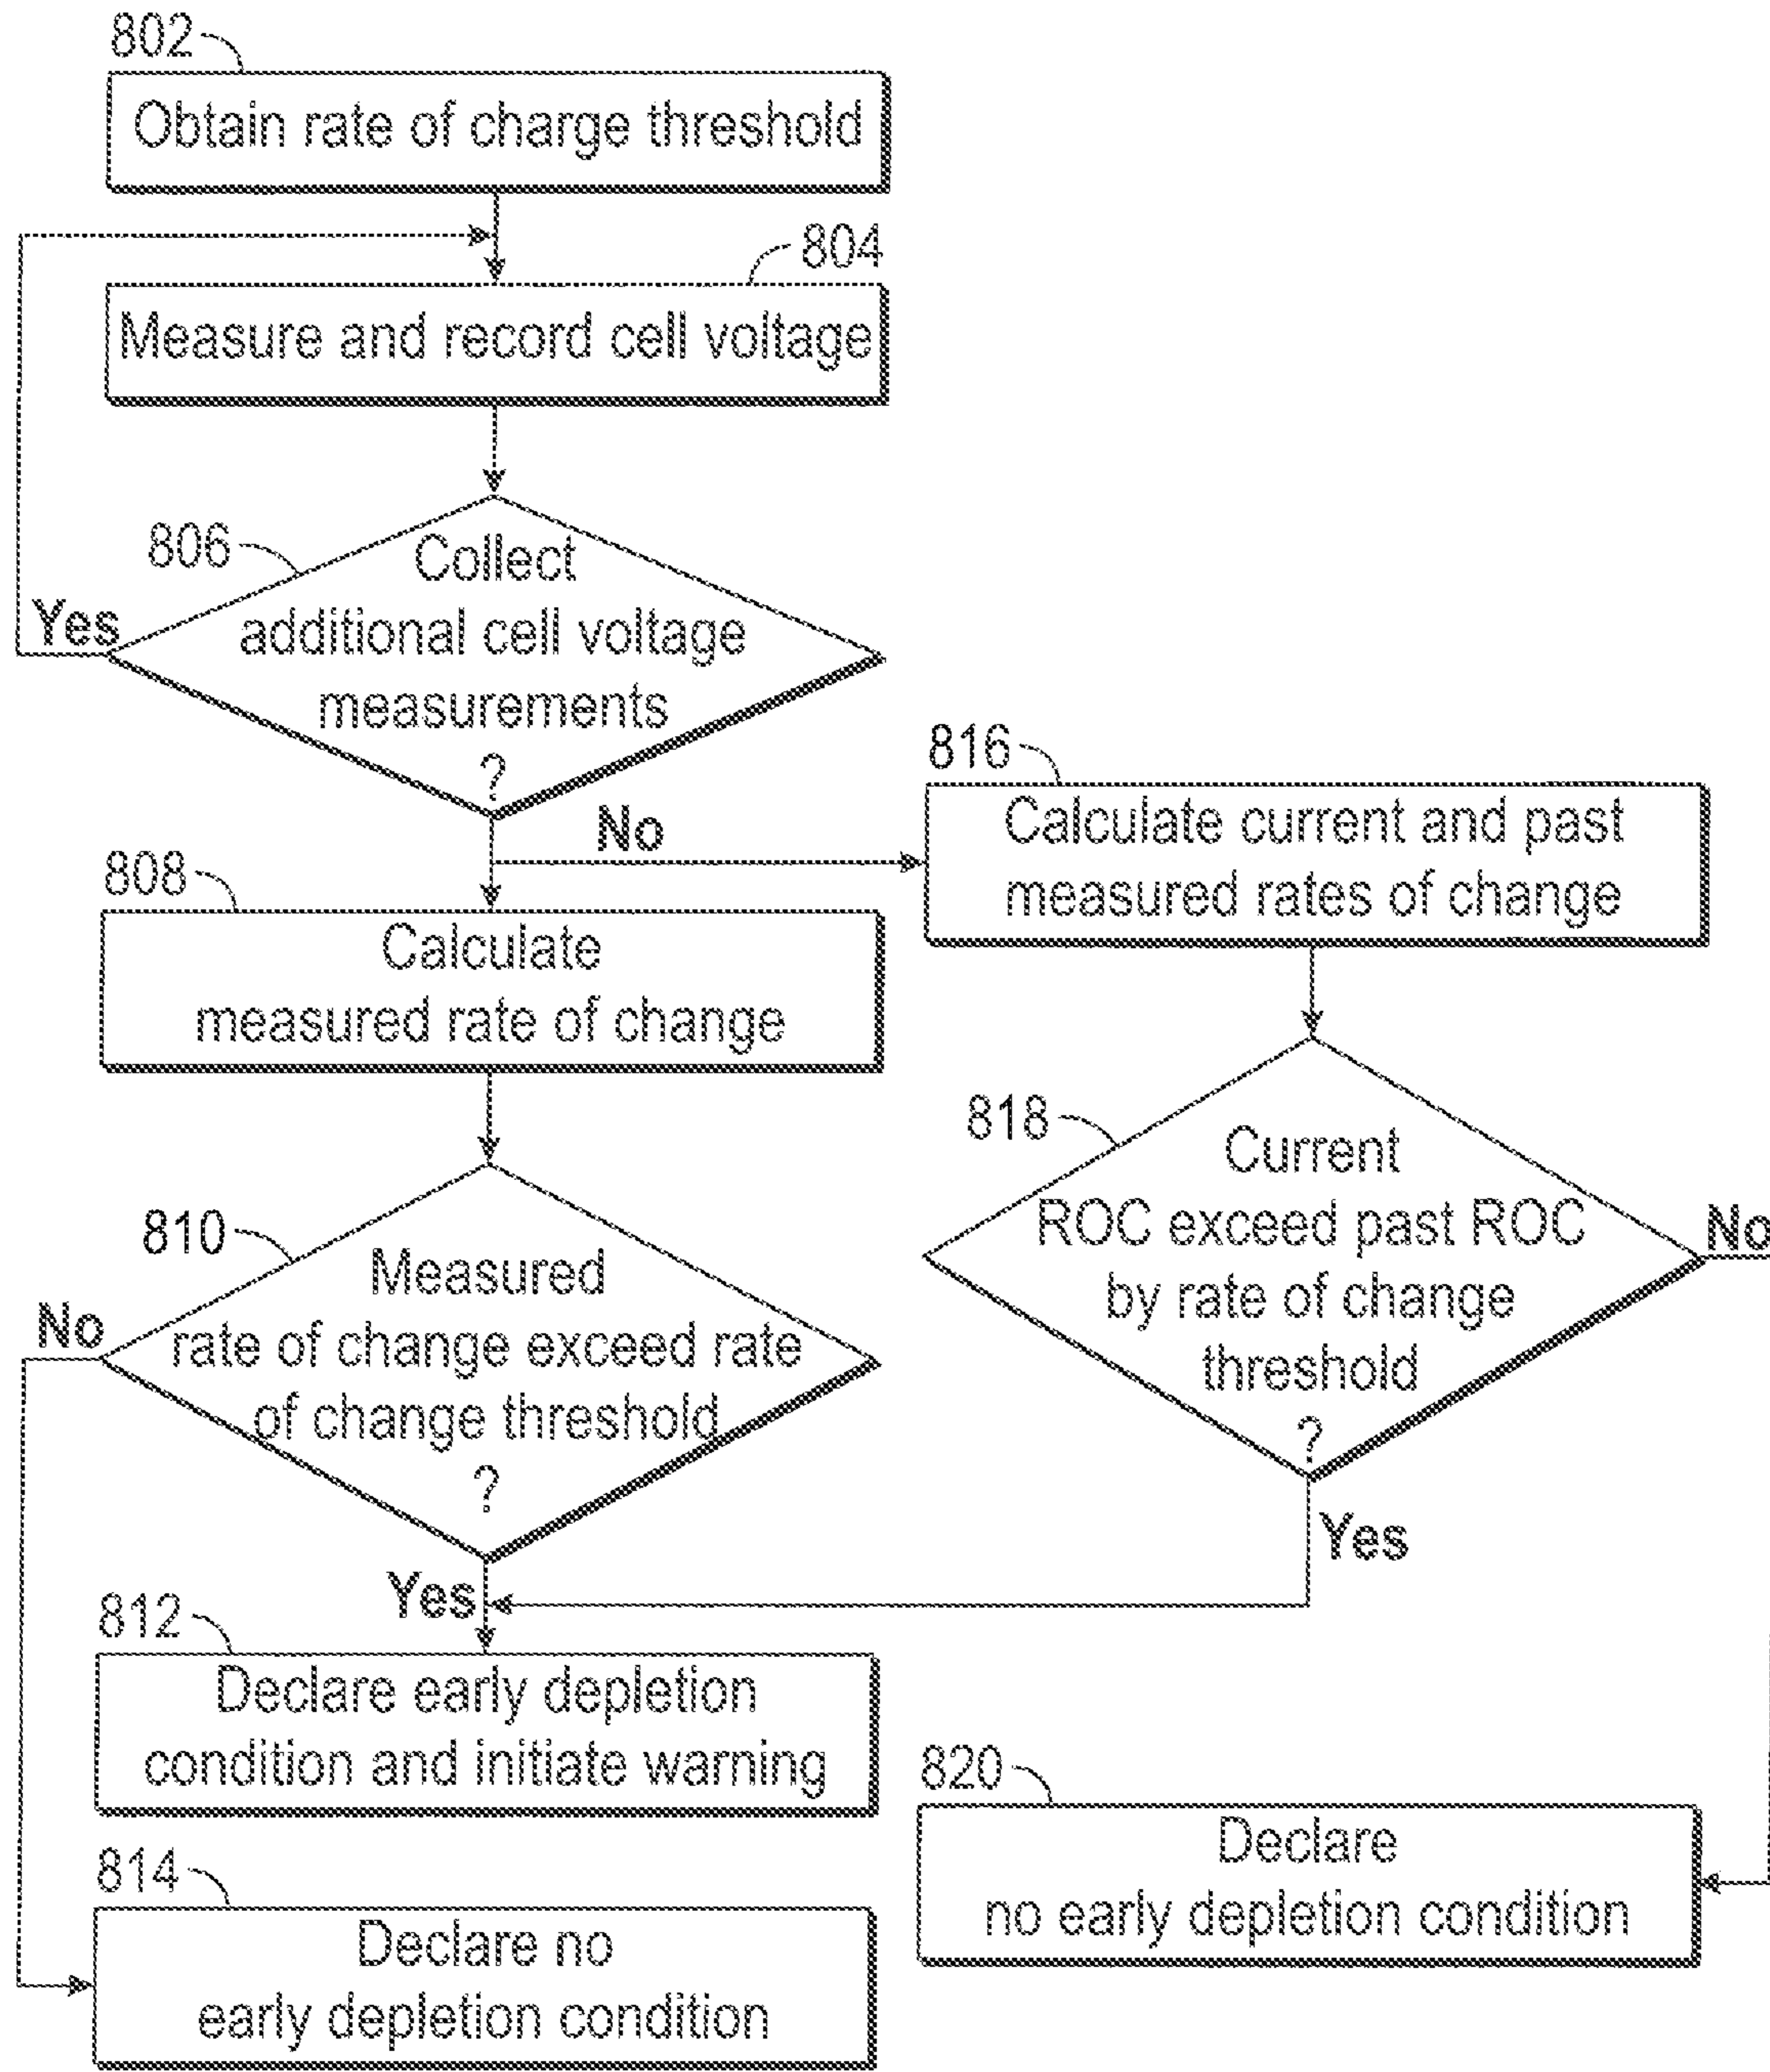 802
Obtain rate of charge threshold
804
Measure and record cell voltage
806
Collect
additional cell voltage
measurements
?
Yes
No
808
Calculate
measured rate of change
810
Measured
rate of change exceed rate
of change threshold
?
No
Yes
812
Declare early depletion
condition and initiate warning
814
Declare no
early depletion condition
816
Calculate current and past
measured rates of change
818
Current
ROC exceed past ROC
by rate of change
threshold
?
No
Yes
820
Declare
no early depletion condition